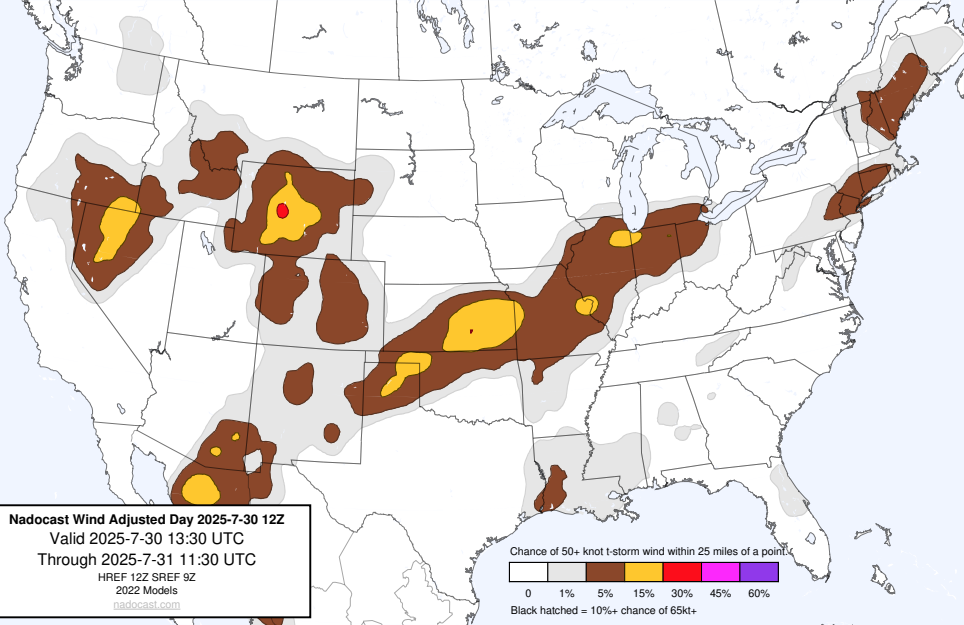 Nadocast Wind Adjusted Day 2025-7-30 12Z
Valid 2025-7-30 13:30 UTC
Through 2025-7-31 11:30 UTC
HREF 12Z SREF 9Z
2022 Models
nadocast.com
Chance of 50+ knot t-storm wind within 25 miles of a point.
0 1% 5% 15% 30% 45% 60%
Black hatched = 10%+ chance of 65kt+